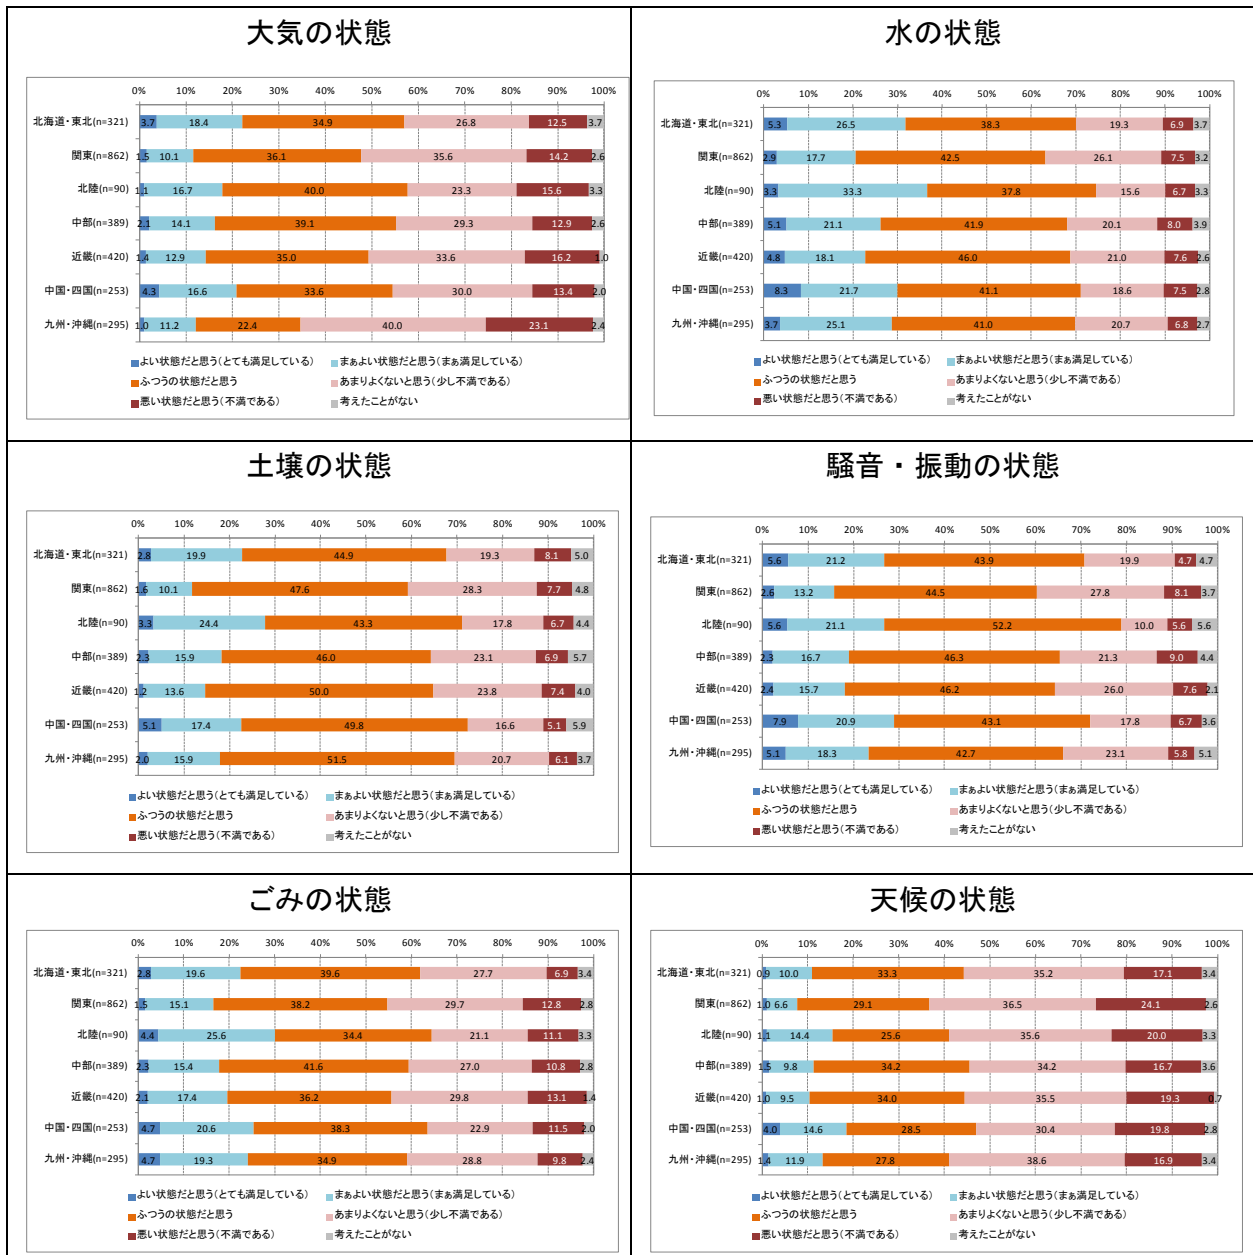 大気の状態
0% 10% 20% 30% 40% 50% 60% 70% 80% 90% 100%
北海道・東北(n=321) 3.7 18.4 34.9 26.8 12.5 3.7
関東(n=862) 1.5 10.1 36.1 35.6 14.2 2.6
北陸(n=90) 1.1 16.7 40.0 23.3 15.6 3.3
中部(n=389) 2.1 14.1 39.1 29.3 12.9 2.6
近畿(n=420) 1.4 12.9 35.0 33.6 16.2 1.0
中国・四国(n=253) 4.3 16.6 33.6 30.0 13.4 2.0
九州・沖縄(n=295) 1.0 11.2 22.4 40.0 23.1 2.4
よい状態だと思う(とても満足している) まぁよい状態だと思う(まぁ満足している)
ふつうの状態だと思う あまりよくないと思う(少し不満である)
悪い状態だと思う(不満である) 考えたことがない
水の状態
0% 10% 20% 30% 40% 50% 60% 70% 80% 90% 100%
北海道・東北(n=321) 5.3 26.5 38.3 19.3 6.9 3.7
関東(n=862) 2.9 17.7 42.5 26.1 7.5 3.2
北陸(n=90) 3.3 33.3 37.8 15.6 6.7 3.3
中部(n=389) 5.1 21.1 41.9 20.1 8.0 3.9
近畿(n=420) 4.8 18.1 46.0 21.0 7.6 2.6
中国・四国(n=253) 8.3 21.7 41.1 18.6 7.5 2.8
九州・沖縄(n=295) 3.7 25.1 41.0 20.7 6.8 2.7
よい状態だと思う(とても満足している) まぁよい状態だと思う(まぁ満足している)
ふつうの状態だと思う あまりよくないと思う(少し不満である)
悪い状態だと思う(不満である) 考えたことがない
土壌の状態
0% 10% 20% 30% 40% 50% 60% 70% 80% 90% 100%
北海道・東北(n=321) 2.8 19.9 44.9 19.3 8.1 5.0
関東(n=862) 1.6 10.1 47.6 28.3 7.7 4.8
北陸(n=90) 3.3 24.4 43.3 17.8 6.7 4.4
中部(n=389) 2.3 15.9 46.0 23.1 6.9 5.7
近畿(n=420) 1.2 13.6 50.0 23.8 7.4 4.0
中国・四国(n=253) 5.1 17.4 49.8 16.6 5.1 5.9
九州・沖縄(n=295) 2.0 15.9 51.5 20.7 6.1 3.7
よい状態だと思う(とても満足している) まぁよい状態だと思う(まぁ満足している)
ふつうの状態だと思う あまりよくないと思う(少し不満である)
悪い状態だと思う(不満である) 考えたことがない
騒音・振動の状態
0% 10% 20% 30% 40% 50% 60% 70% 80% 90% 100%
北海道・東北(n=321) 5.6 21.2 43.9 19.9 4.7 4.7
関東(n=862) 2.6 13.2 44.5 27.8 8.1 3.7
北陸(n=90) 5.6 21.1 52.2 10.0 5.6 5.6
中部(n=389) 2.3 16.7 46.3 21.3 9.0 4.4
近畿(n=420) 2.4 15.7 46.2 26.0 7.6 2.1
中国・四国(n=253) 7.9 20.9 43.1 17.8 6.7 3.6
九州・沖縄(n=295) 5.1 18.3 42.7 23.1 5.8 5.1
よい状態だと思う(とても満足している) まぁよい状態だと思う(まぁ満足している)
ふつうの状態だと思う あまりよくないと思う(少し不満である)
悪い状態だと思う(不満である) 考えたことがない
ごみの状態
0% 10% 20% 30% 40% 50% 60% 70% 80% 90% 100%
北海道・東北(n=321) 2.8 19.6 39.6 27.7 6.9 3.4
関東(n=862) 1.5 15.1 38.2 29.7 12.8 2.8
北陸(n=90) 4.4 25.6 34.4 21.1 11.1 3.3
中部(n=389) 2.3 15.4 41.6 27.0 10.8 2.8
近畿(n=420) 2.1 17.4 36.2 29.8 13.1 1.4
中国・四国(n=253) 4.7 20.6 38.3 22.9 11.5 2.0
九州・沖縄(n=295) 4.7 19.3 34.9 28.8 9.8 2.4
よい状態だと思う(とても満足している) まぁよい状態だと思う(まぁ満足している)
ふつうの状態だと思う あまりよくないと思う(少し不満である)
悪い状態だと思う(不満である) 考えたことがない
天候の状態
0% 10% 20% 30% 40% 50% 60% 70% 80% 90% 100%
北海道・東北(n=321) 0.9 10.0 33.3 35.2 17.1 3.4
関東(n=862) 1.0 6.6 29.1 36.5 24.1 2.6
北陸(n=90) 1.1 14.4 25.6 35.6 20.0 3.3
中部(n=389) 1.5 9.8 34.2 34.2 16.7 3.6
近畿(n=420) 1.0 9.5 34.0 35.5 19.3 0.7
中国・四国(n=253) 4.0 14.6 28.5 30.4 19.8 2.8
九州・沖縄(n=295) 1.4 11.9 27.8 38.6 16.9 3.4
よい状態だと思う(とても満足している) まぁよい状態だと思う(まぁ満足している)
ふつうの状態だと思う あまりよくないと思う(少し不満である)
悪い状態だと思う(不満である) 考えたことがない